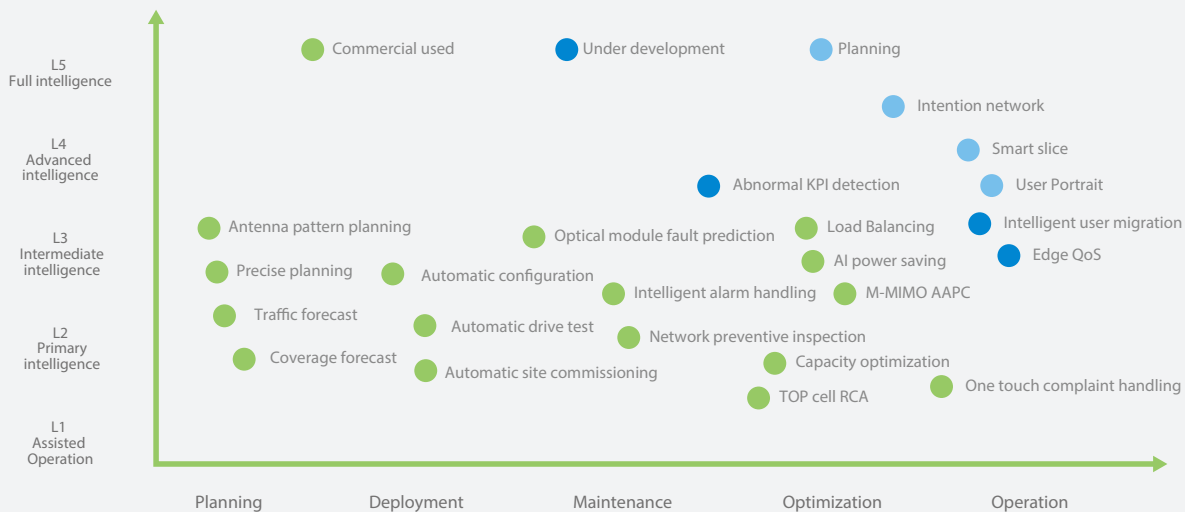 L5
Full intelligence
Commercial used
Under development
Planning
Intention network
L4
Advanced
intelligence
Smart slice
Abnormal KPI detection
User Portrait
L3
Intermediate
intelligence
Antenna pattern planning
Optical module fault prediction
Load Balancing
Intelligent user migration
Precise planning
Automatic configuration
AI power saving
Edge QoS
Intelligent alarm handling
M-MIMO AAPC
Traffic forecast
Automatic drive test
Network preventive inspection
L2
Primary
intelligence
Coverage forecast
Automatic site commissioning
Capacity optimization
One touch complaint handling
TOP cell RCA
L1
Assisted
Operation
Planning
Deployment
Maintenance
Optimization
Operation